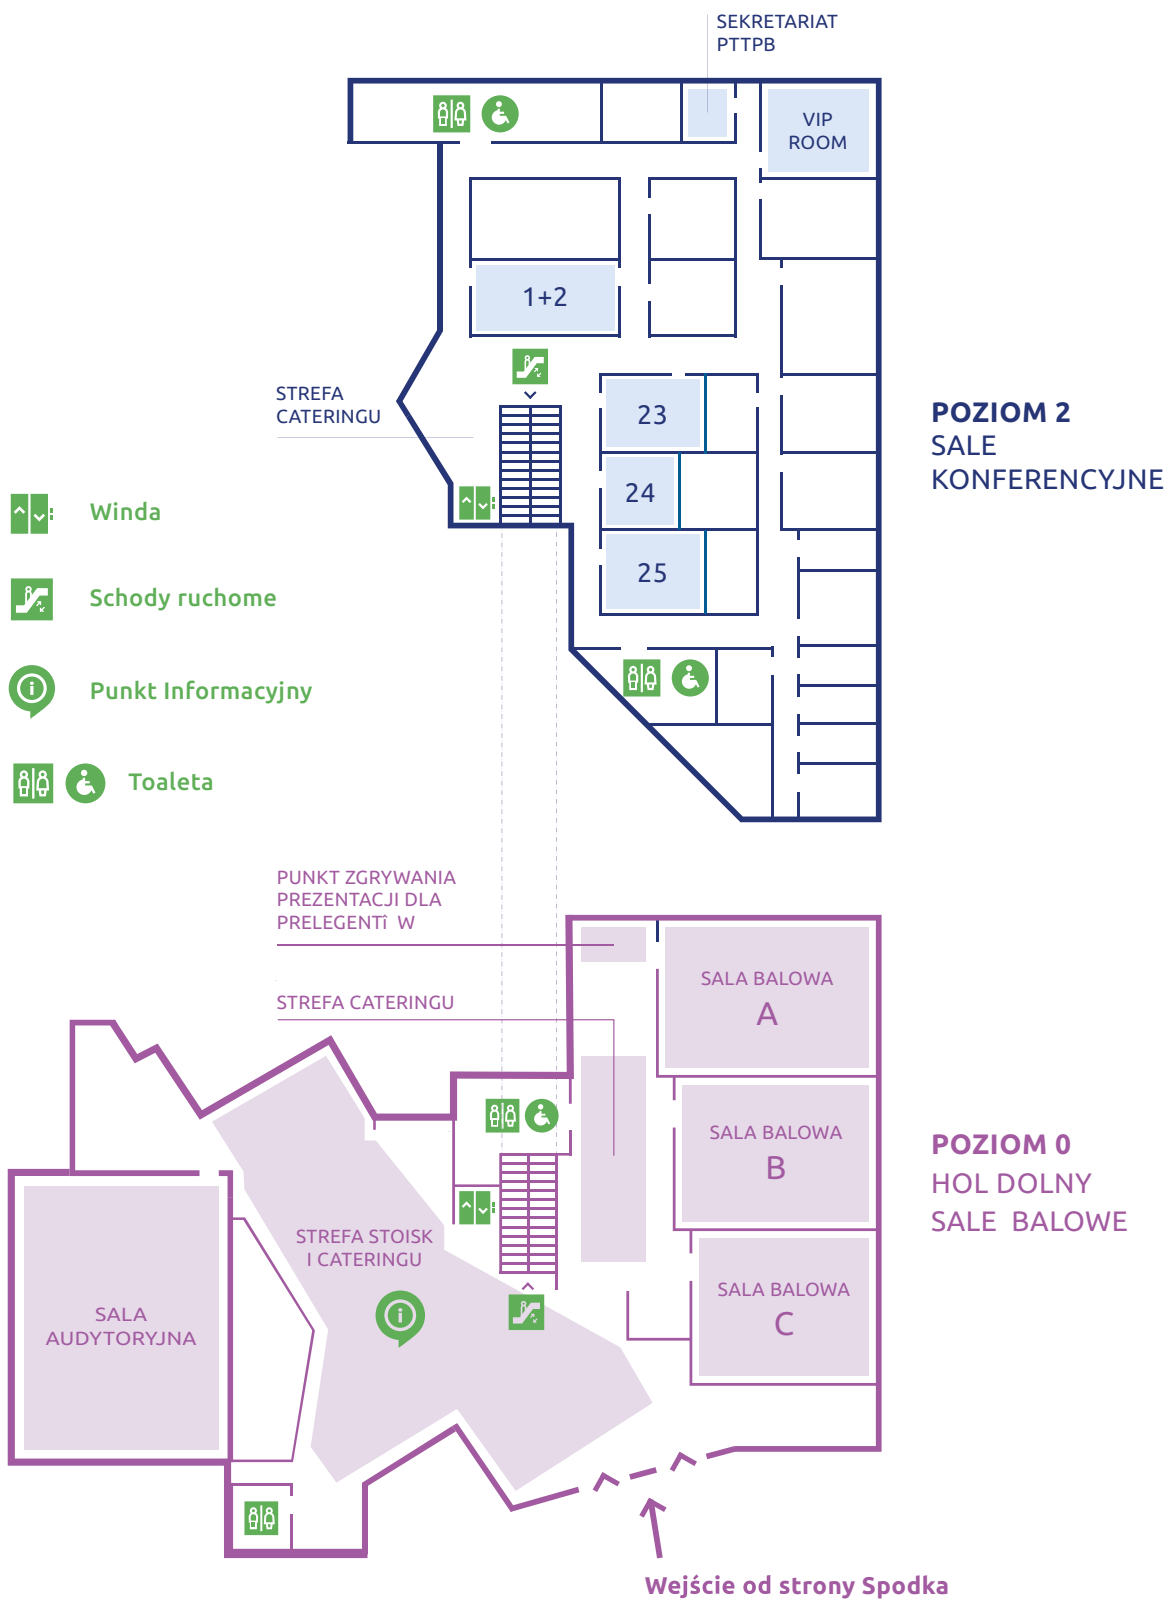 SEKRETARIAT
PTTPB
VIP
ROOM
1+2
STREFA
CATERINGU
23
24
25
POZIOM 2
SALE
KONFERENCYJNE
Winda
Schody ruchome
Punkt Informacyjny
Toaleta
PUNKT ZGRYWANIA
PREZENTACJI DLA
PRELEGENTî W
STREFA CATERINGU
SALA BALOWA
A
SALA BALOWA
B
SALA BALOWA
C
POZIOM 0
HOL DOLNY
SALE BALOWE
STREFA STOISK
I CATERINGU
SALA
AUDYTORYJNA
Wejście od strony Spodka